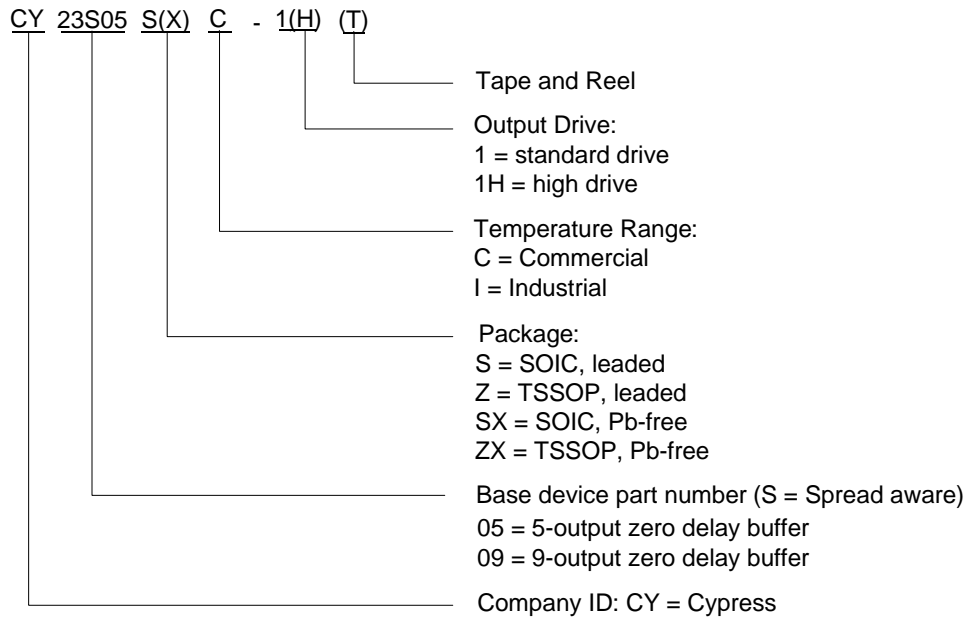 CY 23S05 S(X) C - 1(H) (T)
Tape and Reel
Output Drive:
1 = standard drive
1H = high drive
Temperature Range:
C = Commercial
I = Industrial
Package:
S = SOIC, leaded
Z = TSSOP, leaded
SX = SOIC, Pb-free
ZX = TSSOP, Pb-free
Base device part number (S = Spread aware)
05 = 5-output zero delay buffer
09 = 9-output zero delay buffer
Company ID: CY = Cypress